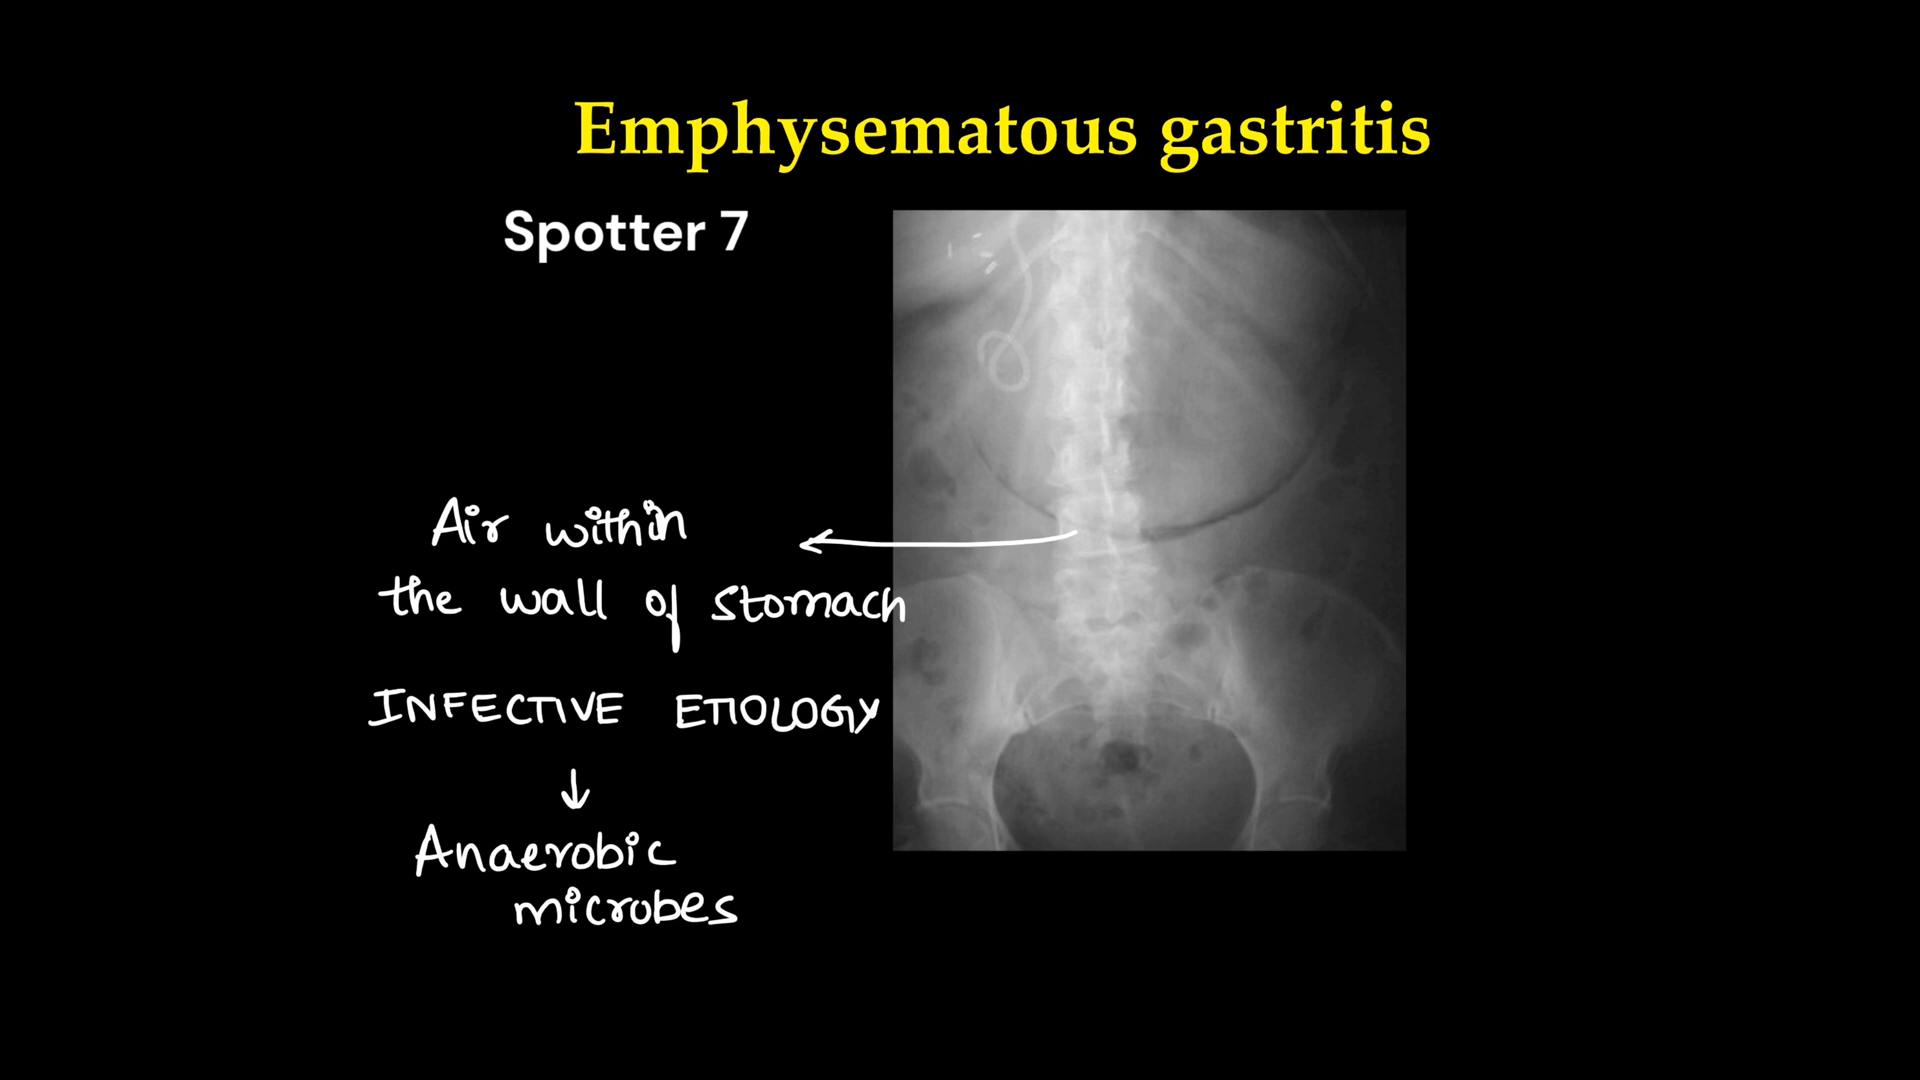 Emphysematous gastritis
Spotter 7
Air within
the wall of stomach
INFECTIVE ETIOLOGY
↓
Anaerobic
microbes